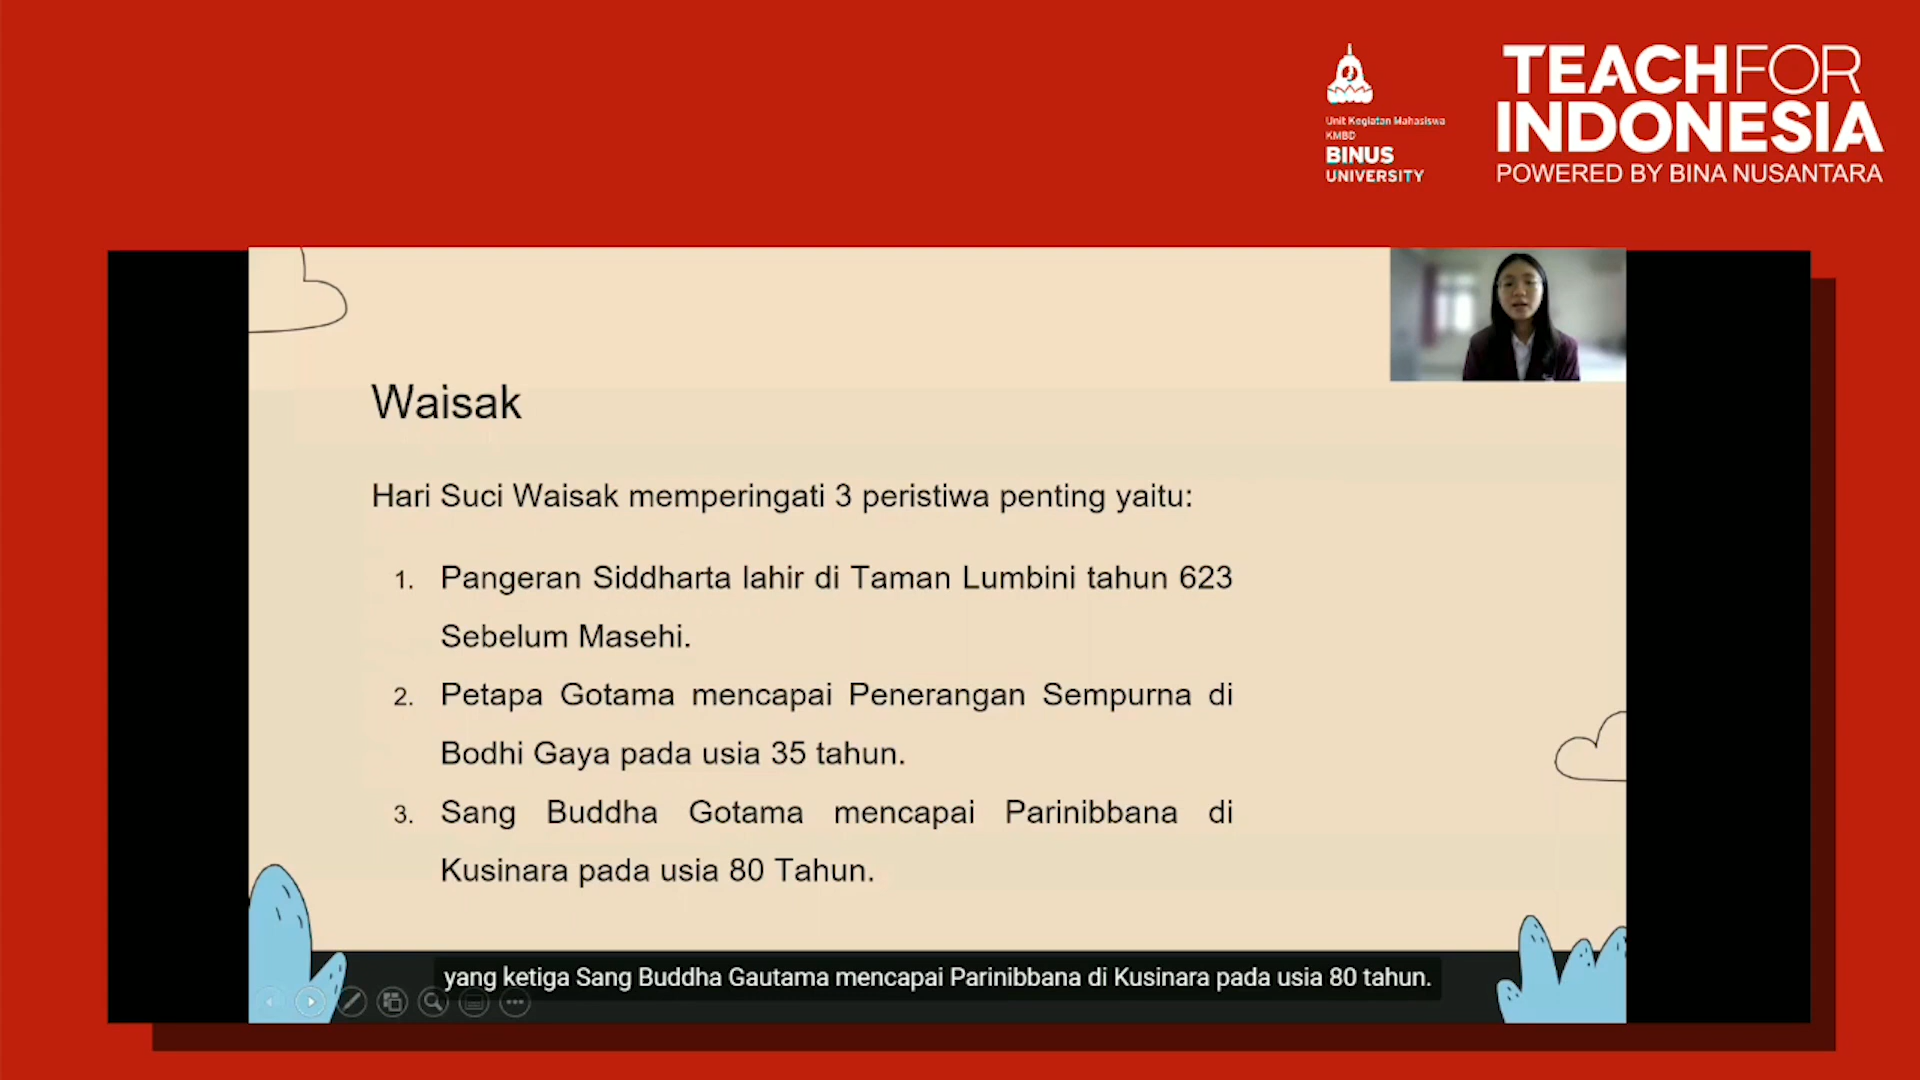 Unit Kegiatan Mahasiswa
KMBD
BINUS
UNIVERSITY
TEACHFOR
INDONESIA
POWERED BY BINA NUSANTARA
Waisak
Hari Suci Waisak memperingati 3 peristiwa penting yaitu:
1. Pangeran Siddharta lahir di Taman Lumbini tahun 623
Sebelum Masehi.
2. Petapa Gotama mencapai Penerangan Sempurna di
Bodhi Gaya pada usia 35 tahun.
3. Sang Buddha Gotama mencapai Parinibbana di
Kusinara pada usia 80 Tahun.
yang ketiga Sang Buddha Gautama mencapai Parinibbana di Kusinara pada usia 80 tahun.